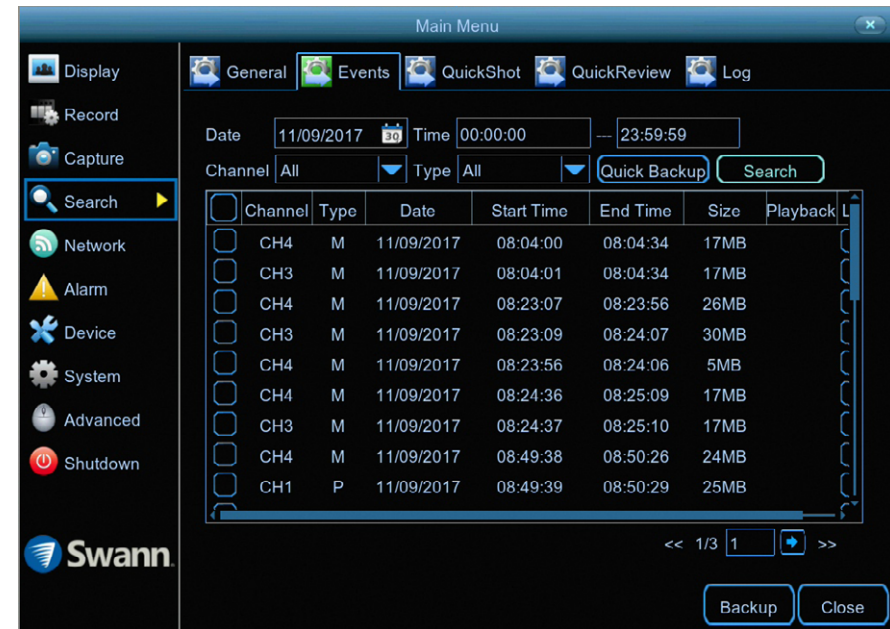 Main Menu
X
Display
Record
Capture
Search
Network
Alarm
Device
System
Advanced
Shutdown
Swann.
General Events QuickShot QuickReview Log
Date 11/09/2017 30 Time 00:00:00 --- 23:59:59
Channel All Type All Quick Backup Search
Channel Type Date Start Time End Time Size Playback L
CH4 M 11/09/2017 08:04:00 08:04:34 17MB
CH3 M 11/09/2017 08:04:01 08:04:34 17MB
CH4 M 11/09/2017 08:23:07 08:23:56 26MB
CH3 M 11/09/2017 08:23:09 08:24:07 30MB
CH4 M 11/09/2017 08:23:56 08:24:06 5MB
CH4 M 11/09/2017 08:24:36 08:25:09 17MB
CH3 M 11/09/2017 08:24:37 08:25:10 17MB
CH4 M 11/09/2017 08:49:38 08:50:26 24MB
CH1 P 11/09/2017 08:49:39 08:50:29 25MB
<< 1/3 1 >>
Backup Close